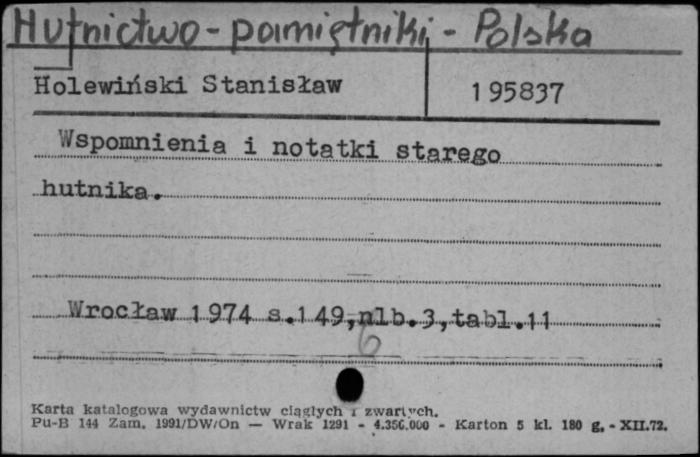 Hutnictwo - pamiętniki - Polska
Holewiński Stanisław
195837
Wspomnienia i notatki starego
hutnika.
Wrocław 1974 s.149,nlb.3,tabl.11
6
Karta katalogowa wydawnictw ciągłych i zwartych.
Pu-B 144 Zam. 1991/DW/On — Wrak 1291 - 4.350.000 - Karton 5 kl. 180 g. - XII.72.